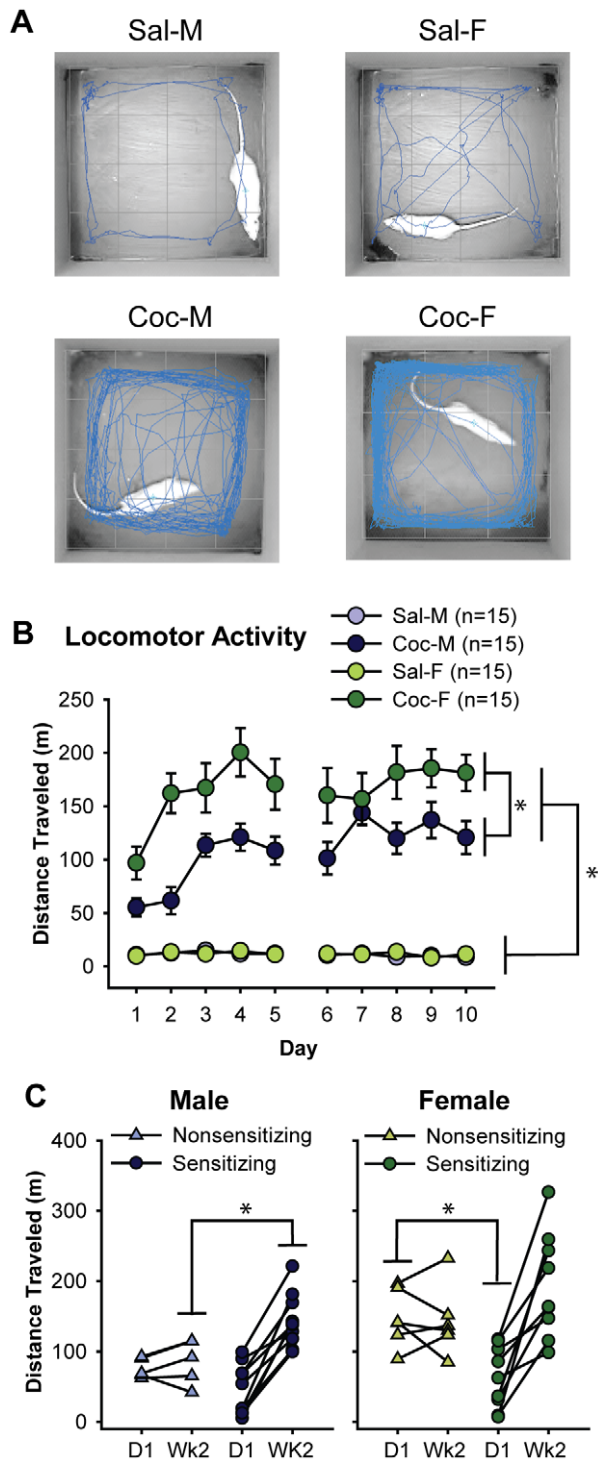 A
Sal-M Sal-F
Coc-M Coc-F
B Locomotor Activity
Sal-M (n=15)
Coc-M (n=15)
Sal-F (n=15)
Coc-F (n=15)
Distance Traveled (m)
250
200
150
100
50
0
*
*
1 2 3 4 5 6 7 8 9 10
Day
C
Male Female
Nonsensitizing Nonsensitizing
Sensitizing Sensitizing
Distance Traveled (m)
400
300
200
100
0
* *
D1 Wk2 D1 WK2 D1 Wk2 D1 Wk2